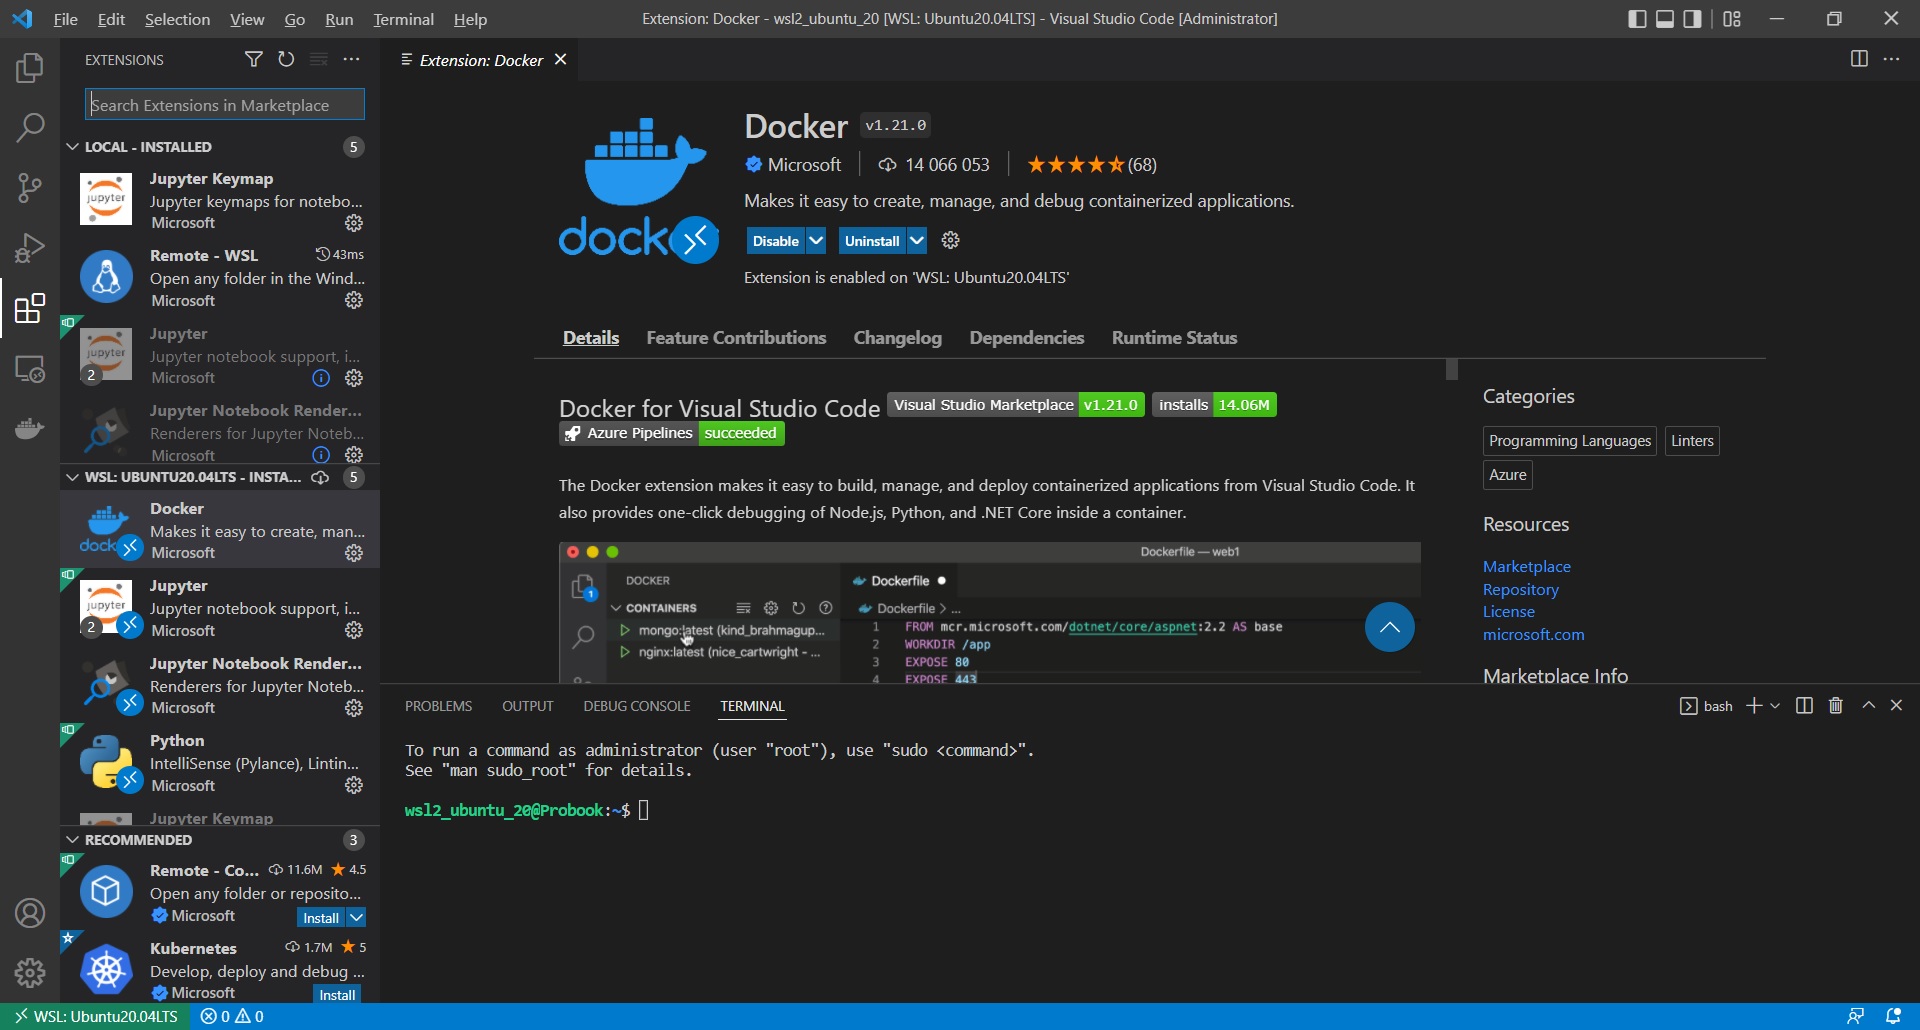 File Edit Selection View Go Run Terminal Help
Extension: Docker - wsl2_ubuntu_20 [WSL: Ubuntu20.04LTS] - Visual Studio Code [Administrator]
EXTENSIONS
Search Extensions in Marketplace
LOCAL - INSTALLED 5
Jupyter Keymap
Jupyter keymaps for notebo...
Microsoft
jupyter
Remote - WSL 43ms
Open any folder in the Wind...
Microsoft
Jupyter
Jupyter notebook support, i...
Microsoft
jupyter
2
Jupyter Notebook Render...
Renderers for Jupyter Noteb...
Microsoft
WSL: UBUNTU20.04LTS - INSTA... 5
Docker
Makes it easy to create, man...
Microsoft
dock
Jupyter
Jupyter notebook support, i...
Microsoft
jupyter
2
Jupyter Notebook Render...
Renderers for Jupyter Noteb...
Microsoft
Python
IntelliSense (Pylance), Lintin...
Microsoft
Jupyter Keymap
RECOMMENDED 3
Remote - Co... 11.6M 4.5
Open any folder or reposito...
Microsoft Install
Kubernetes 1.7M 5
Develop, deploy and debug ...
Microsoft Install
Extension: Docker
dock
Docker v1.21.0
Microsoft 14 066 053 (68)
Makes it easy to create, manage, and debug containerized applications.
Disable Uninstall
Extension is enabled on 'WSL: Ubuntu20.04LTS'
Details Feature Contributions Changelog Dependencies Runtime Status
Docker for Visual Studio Code Visual Studio Marketplace v1.21.0 installs 14.06M
Azure Pipelines succeeded
The Docker extension makes it easy to build, manage, and deploy containerized applications from Visual Studio Code. It
also provides one-click debugging of Node.js, Python, and .NET Core inside a container.
Dockerfile — web1
1
DOCKER
CONTAINERS
mongo:latest (kind_brahmagup...
nginx:latest (nice_cartwright - ...
Dockerfile
Dockerfile > ...
1 FROM mcr.microsoft.com/dotnet/core/aspnet:2.2 AS base
2 WORKDIR /app
3 EXPOSE 80
4 EXPOSE 443
Categories
Programming Languages Linters
Azure
Resources
Marketplace
Repository
License
microsoft.com
Marketplace Info
PROBLEMS OUTPUT DEBUG CONSOLE TERMINAL
bash
To run a command as administrator (user "root"), use "sudo <command>".
See "man sudo_root" for details.
wsl2_ubuntu_20@Probook:~$
WSL: Ubuntu20.04LTS 0 0